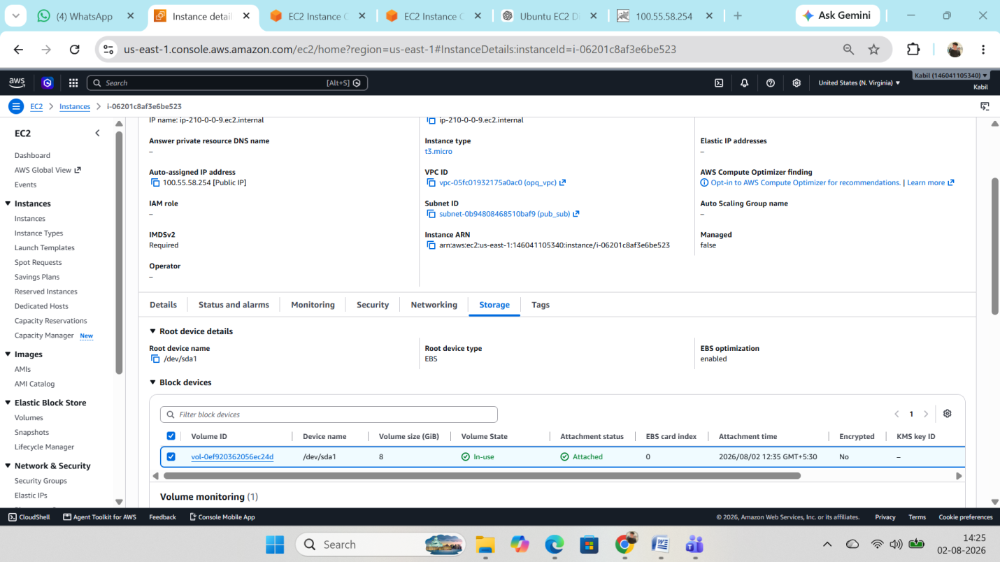 (4) WhatsApp
Instance detai
EC2 Instance C
EC2 Instance C
Ubuntu EC2 D
100.55.58.254
Ask Gemini
us-east-1.console.aws.amazon.com/ec2/home?region=us-east-1#InstanceDetails:instanceId=i-06201c8af3e6be523
aws
Search
[Alt+S]
United States (N. Virginia)
Kabil (146041105340)
Kabil
EC2
Instances
i-06201c8af3e6be523
EC2
Dashboard
AWS Global View
Events
Instances
Instances
Instance Types
Launch Templates
Spot Requests
Savings Plans
Reserved Instances
Dedicated Hosts
Capacity Reservations
Capacity Manager New
Images
AMIs
AMI Catalog
Elastic Block Store
Volumes
Snapshots
Lifecycle Manager
Network & Security
Security Groups
Elastic IPs
IP name: ip-210-0-0-9.ec2.internal
ip-210-0-0-9.ec2.internal
Answer private resource DNS name
–
Instance type
t3.micro
Elastic IP addresses
–
Auto-assigned IP address
100.55.58.254 [Public IP]
VPC ID
vpc-05fc01932175a0ac0 (opq_vpc)
AWS Compute Optimizer finding
Opt-in to AWS Compute Optimizer for recommendations. | Learn more
IAM role
–
Subnet ID
subnet-0b94808468510baf9 (pub_sub)
Auto Scaling Group name
–
IMDSv2
Required
Instance ARN
arn:aws:ec2:us-east-1:146041105340:instance/i-06201c8af3e6be523
Managed
false
Operator
–
Details
Status and alarms
Monitoring
Security
Networking
Storage
Tags
Root device details
Root device name
/dev/sda1
Root device type
EBS
EBS optimization
enabled
Block devices
Filter block devices
1
Volume ID Device name Volume size (GiB) Volume State Attachment status EBS card index Attachment time Encrypted KMS key ID
vol-0ef920362056ec24d /dev/sda1 8 In-use Attached 0 2026/08/02 12:35 GMT+5:30 No –
Volume monitoring (1)
CloudShell
Agent Toolkit for AWS
Feedback
Console Mobile App
© 2026, Amazon Web Services, Inc. or its affiliates.
Privacy
Terms
Cookie preferences
Search
14:25
02-08-2026